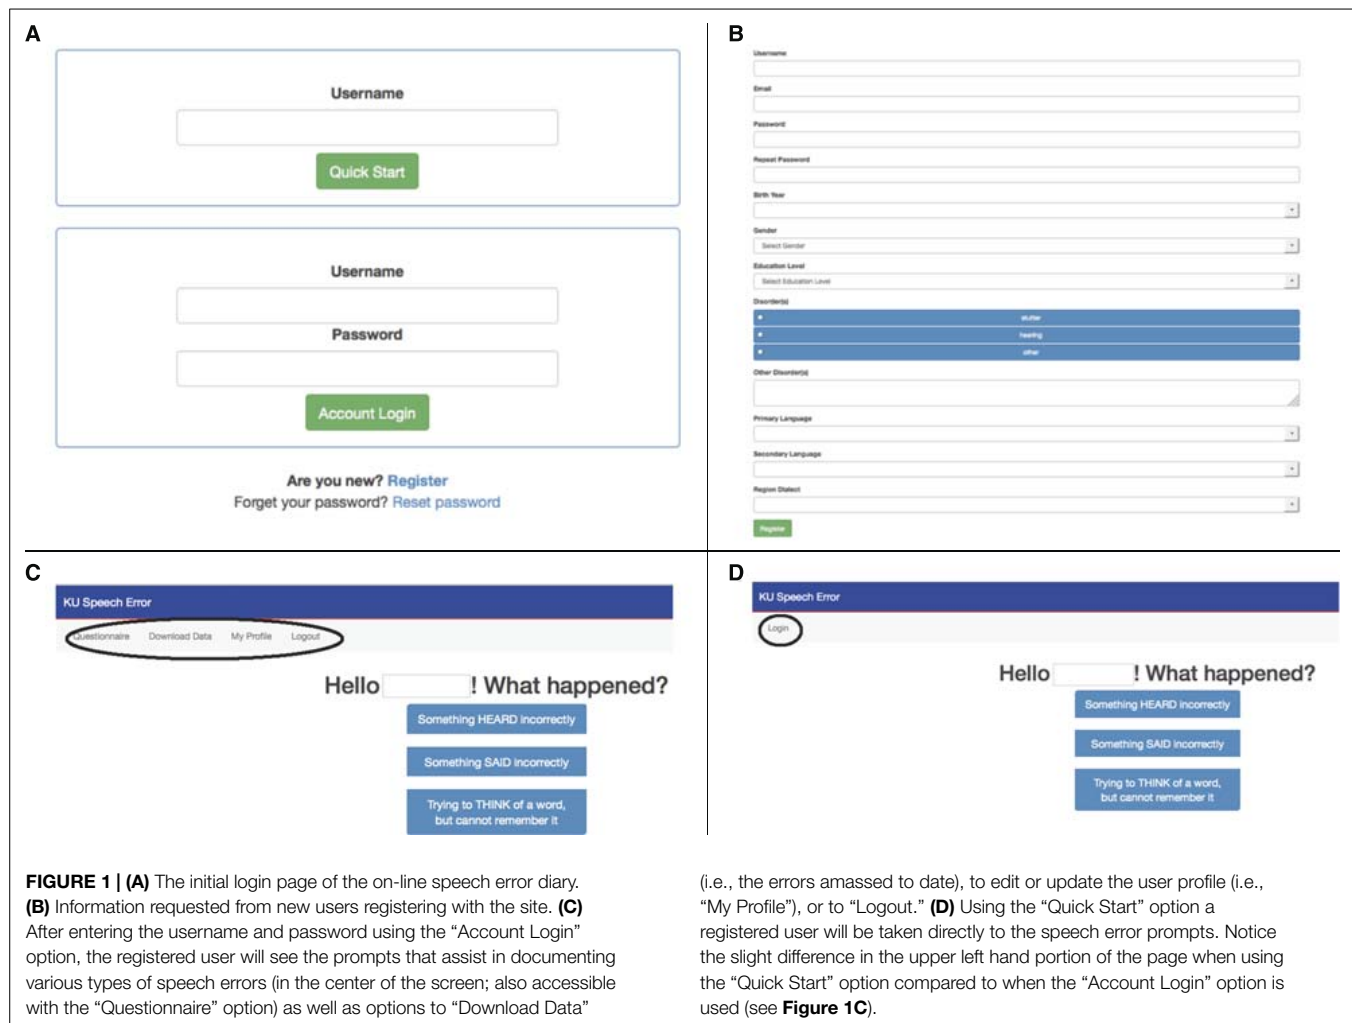 A
Username
Quick Start
Username
Password
Account Login
Are you new? Register
Forget your password? Reset password
B
Username
Email
Password
Repeat Password
Birth Year
Gender
Select Gender
Education Level
Select Education Level
Disorder(s)
stutter
hearing
other
Other Disorder(s)
Primary Language
Secondary Language
Region Dialect
Register
C
KU Speech Error
Questionnaire Download Data My Profile Logout
Hello ! What happened?
Something HEARD incorrectly
Something SAID incorrectly
Trying to THINK of a word,
but cannot remember it
D
KU Speech Error
Login
Hello ! What happened?
Something HEARD incorrectly
Something SAID incorrectly
Trying to THINK of a word,
but cannot remember it
FIGURE 1 | (A) The initial login page of the on-line speech error diary.
(B) Information requested from new users registering with the site. (C)
After entering the username and password using the “Account Login”
option, the registered user will see the prompts that assist in documenting
various types of speech errors (in the center of the screen; also accessible
with the “Questionnaire” option) as well as options to “Download Data”
(i.e., the errors amassed to date), to edit or update the user profile (i.e.,
“My Profile”), or to “Logout.” (D) Using the “Quick Start” option a
registered user will be taken directly to the speech error prompts. Notice
the slight difference in the upper left hand portion of the page when using
the “Quick Start” option compared to when the “Account Login” option is
used (see Figure 1C).